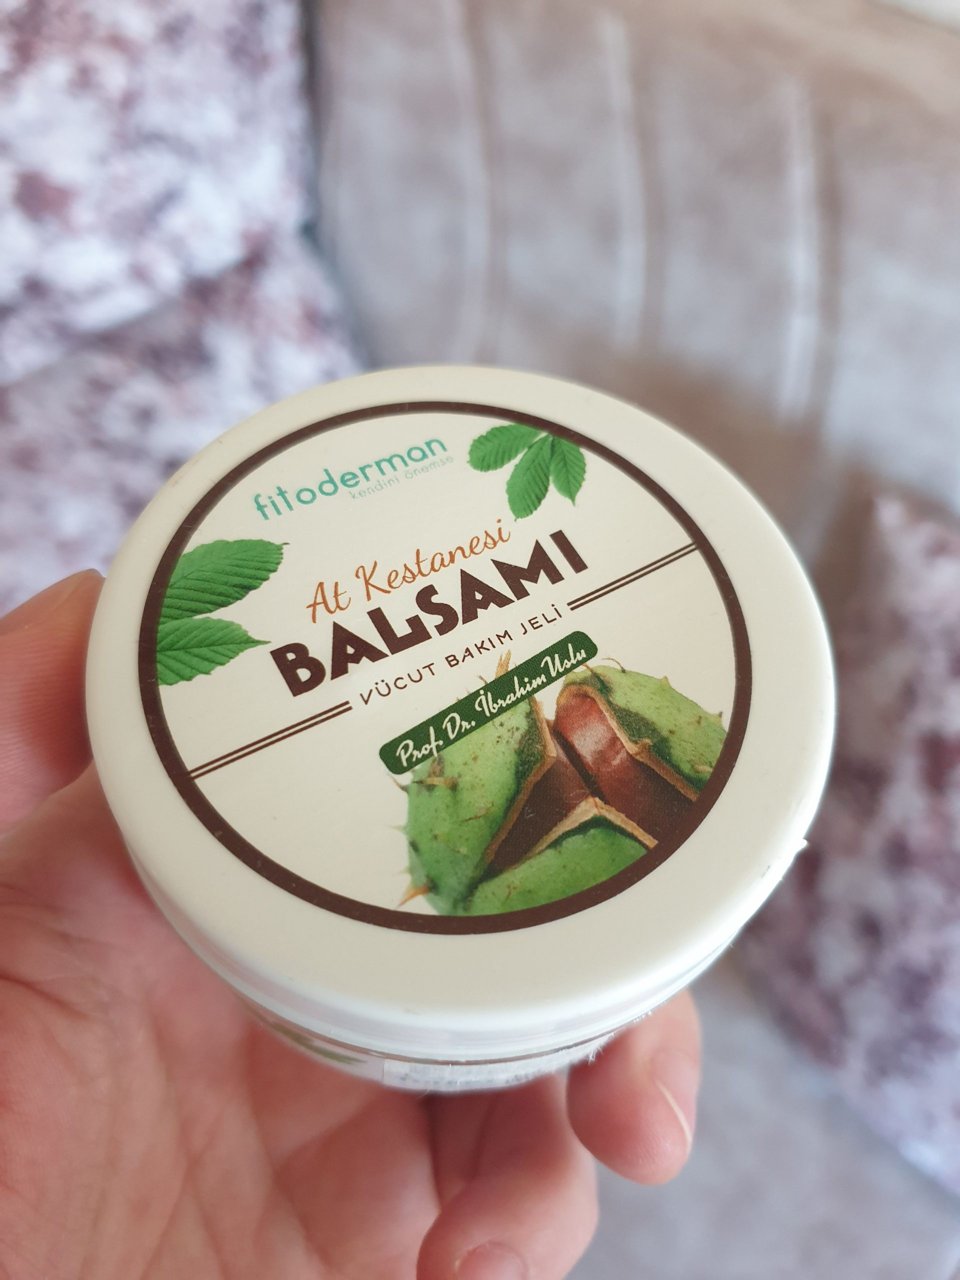 fitoderman
kendini önemse
At Kestanesi
BALSAMI
VÜCUT BAKIM JELİ
Prof. Dr. İbrahim Uslu